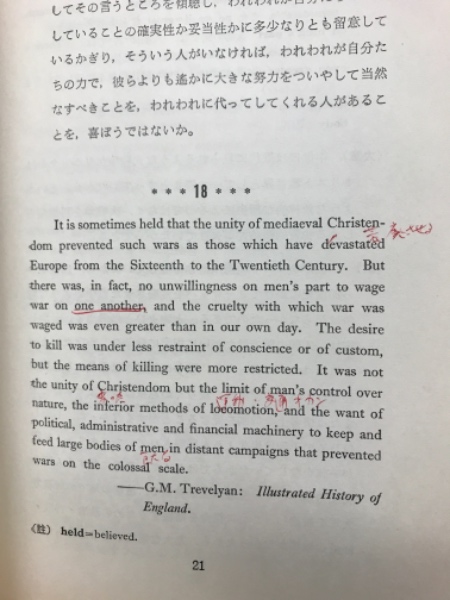 してその言うところを傾聴し，われわれが自分に
していることの確実性か妥当性かに多少なりとも留意して
いるかぎり，そういう人がいなければ，われわれが自分た
ちの力で，彼らよりも遙かに大きな努力をついやして当然
なすべきことを，われわれに代ってしてくれる人があるこ
とを，喜ぼうではないか。
* * * 18 * * *
It is sometimes held that the unity of mediaeval Christen-
dom prevented such wars as those which have devastated
Europe from the Sixteenth to the Twentieth Century. But
there was, in fact, no unwillingness on men's part to wage
war on one another, and the cruelty with which war was
waged was even greater than in our own day. The desire
to kill was under less restraint of conscience or of custom,
but the means of killing were more restricted. It was not
the unity of Christendom but the limit of man's control over
nature, the inferior methods of locomotion, and the want of
political, administrative and financial machinery to keep and
feed large bodies of men in distant campaigns that prevented
wars on the colossal scale.
——G.M. Trevelyan: Illustrated History of
England.
《註》 held=believed.
21